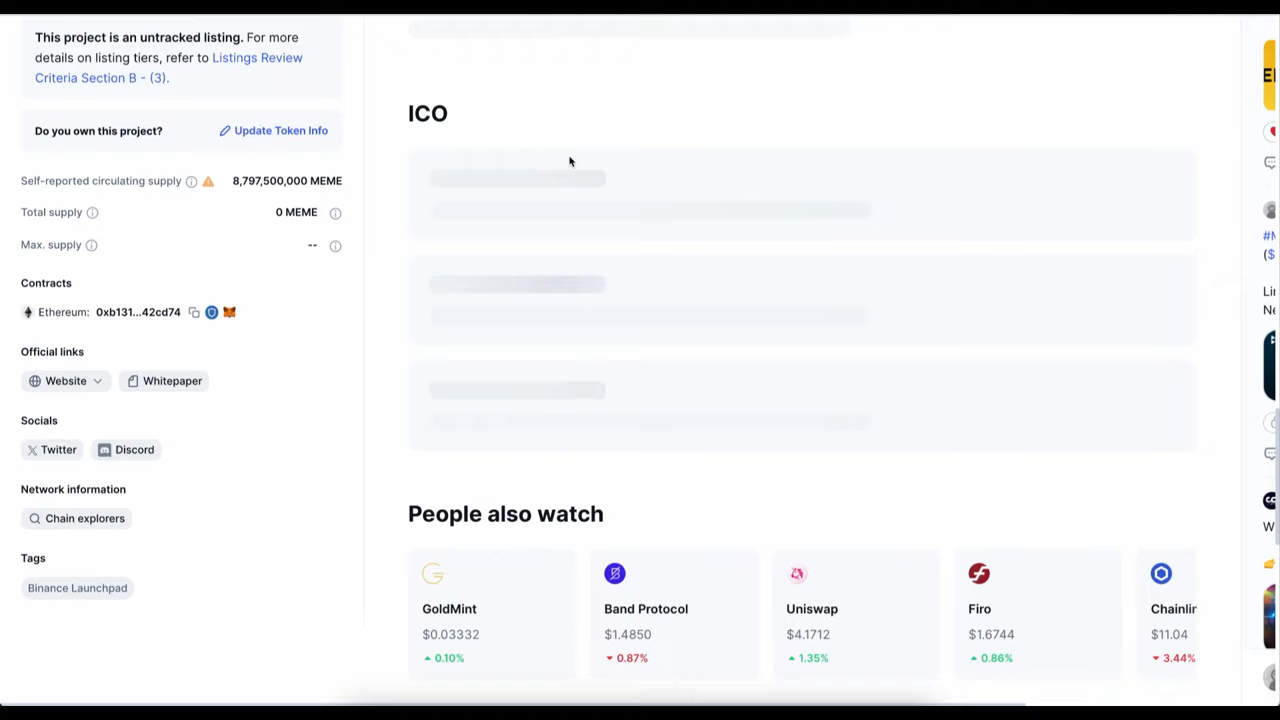 This project is an untracked listing. For more
details on listing tiers, refer to Listings Review
Criteria Section B - (3).
Do you own this project?
Update Token Info
Self-reported circulating supply
8,797,500,000 MEME
Total supply
0 MEME
Max. supply
--
Contracts
Ethereum: 0xb131...42cd74
Official links
Website
Whitepaper
Socials
Twitter
Discord
Network information
Chain explorers
Tags
Binance Launchpad
ICO
People also watch
GoldMint
$0.03332
0.10%
Band Protocol
$1.4850
0.87%
Uniswap
$4.1712
1.35%
Firo
$1.6744
0.86%
Chainlin
$11.04
3.44%
($